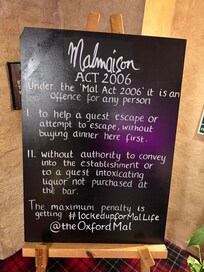 Malmaison
ACT 2006
Under the 'Mal Act 2006' it is an
offence for any person
I. to help a guest escape or
attempt to escape, without
buying dinner here first.
II. without authority to convey
into the establishment or
to a guest intoxicating
liquor not purchased at
the bar.
The maximum penalty is
getting #lockedupforMalLife
@theOxfordMal